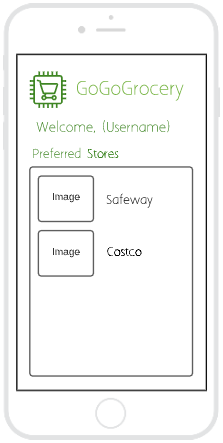 GoGoGrocery
Welcome, (Username)
Preferred Stores
Image
Safeway
Image
Costco